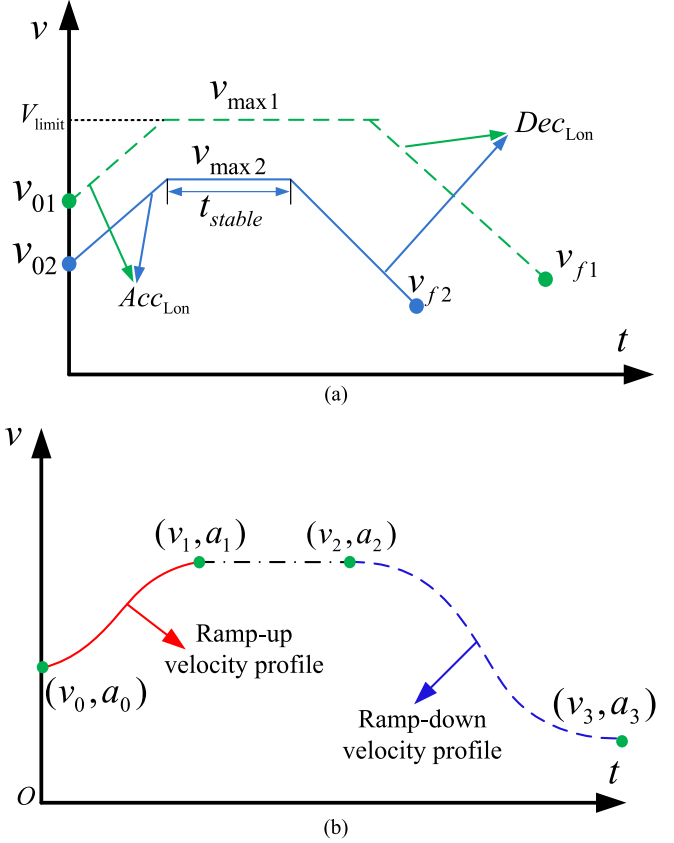 v
v_max1
V_limit
Dec_Lon
v_max2
v_01
t_stable
v_02
v_f1
v_f2
Acc_Lon
t
(a)
v
(v_1, a_1) (v_2, a_2)
Ramp-up
velocity profile
(v_0, a_0)
(v_3, a_3)
Ramp-down
velocity profile
t
O
(b)